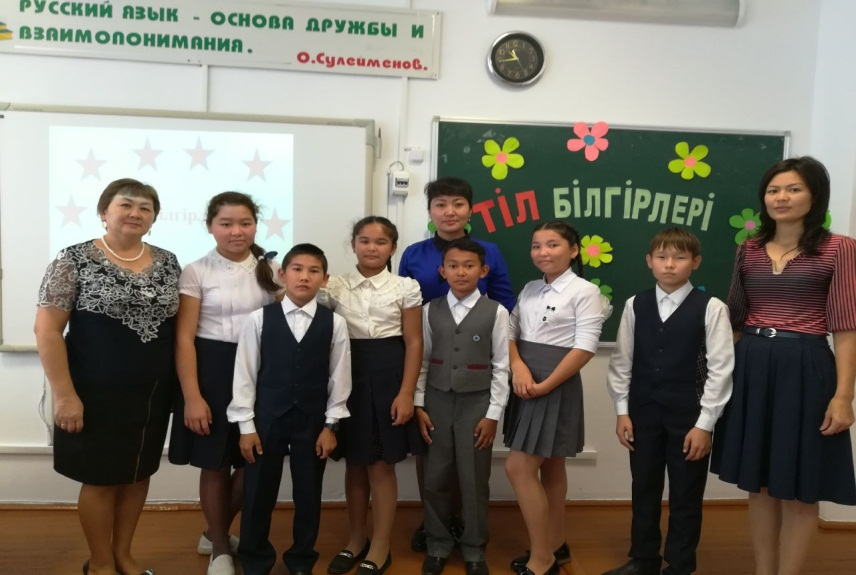 РУССКИЙ ЯЗЫК - ОСНОВА ДРУЖБЫ И
ВЗАИМОПОНИМАНИЯ.
О.Сулейменов.
ТІЛ БІЛГІРЛЕРІ